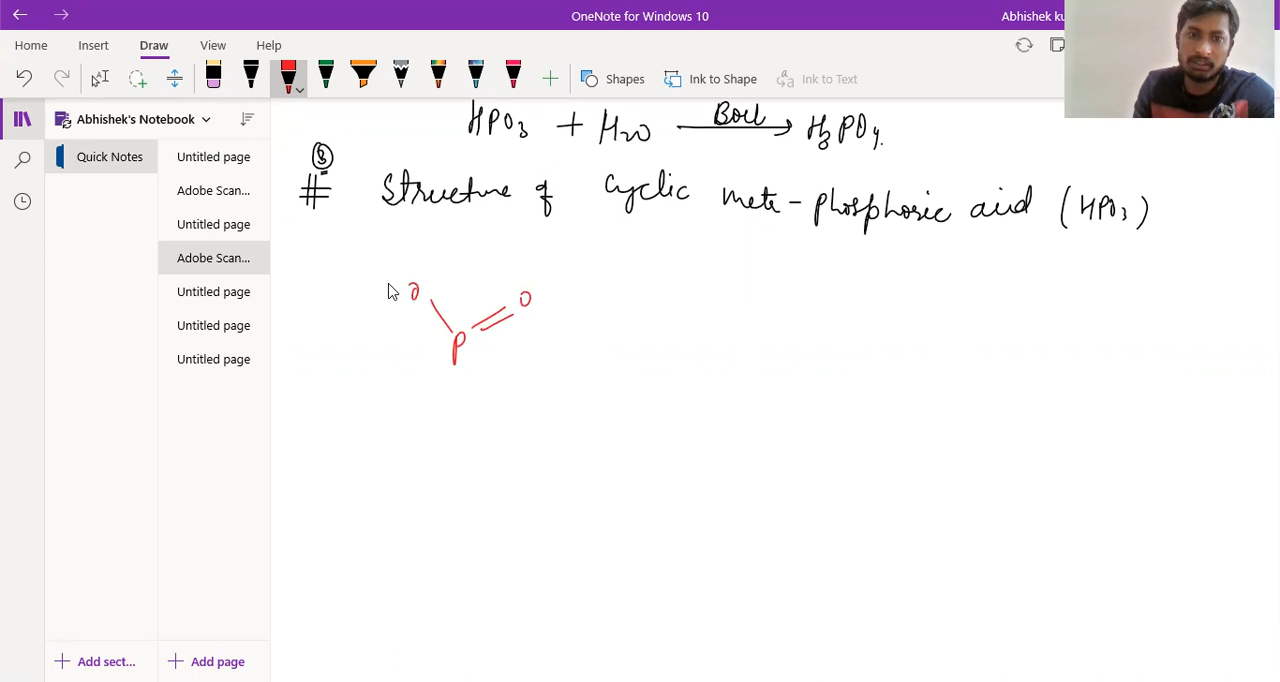 OneNote for Windows 10
Abhishek ku
Home Insert Draw View Help
Shapes Ink to Shape Ink to Text
Abhishek's Notebook
Quick Notes
Untitled page
Adobe Scan...
Untitled page
Adobe Scan...
Untitled page
Untitled page
Untitled page
Add sect...
Add page
HPO₃ + H₂O Boil → H₃PO₄.
# Structure of Cyclic meta-phosphoric acid (HPO₃)
O O
P